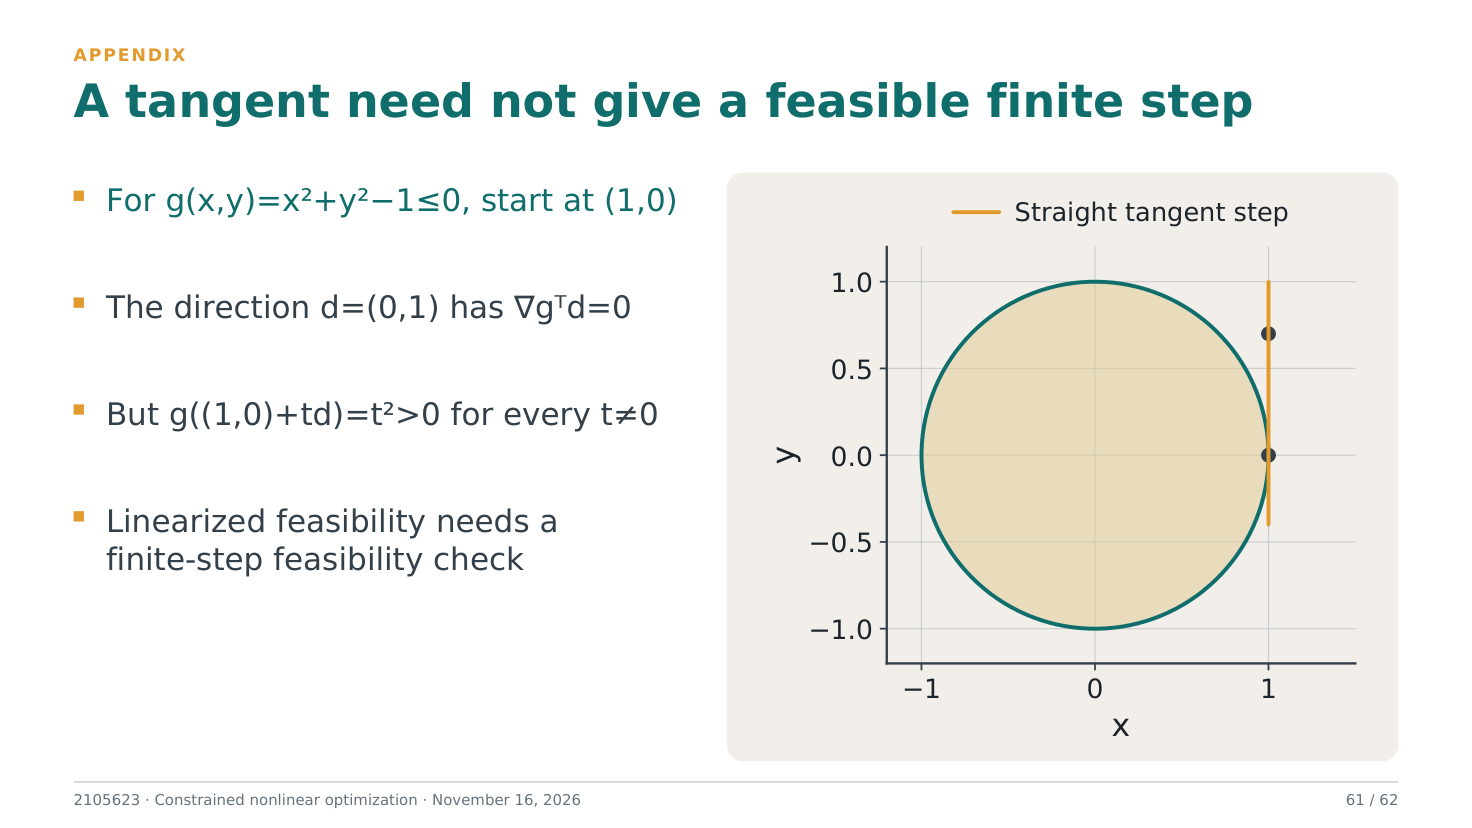 APPENDIX
A tangent need not give a feasible finite step
For g(x,y)=x²+y²−1≤0, start at (1,0)
The direction d=(0,1) has ∇gᵀd=0
But g((1,0)+td)=t²>0 for every t≠0
Linearized feasibility needs a
finite-step feasibility check
Straight tangent step
1.0
0.5
0.0
−0.5
−1.0
y
−1
0
1
x
2105623 · Constrained nonlinear optimization · November 16, 2026
61 / 62